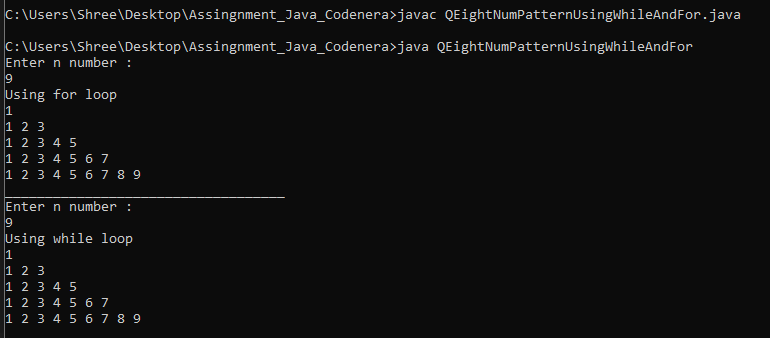 C:\Users\Shree\Desktop\Assingnment_Java_Codenera>javac QEightNumPatternUsingWhileAndFor.java
C:\Users\Shree\Desktop\Assingnment_Java_Codenera>java QEightNumPatternUsingWhileAndFor
Enter n number :
9
Using for loop
1
1 2 3
1 2 3 4 5
1 2 3 4 5 6 7
1 2 3 4 5 6 7 8 9
___________________________________
Enter n number :
9
Using while loop
1
1 2 3
1 2 3 4 5
1 2 3 4 5 6 7
1 2 3 4 5 6 7 8 9